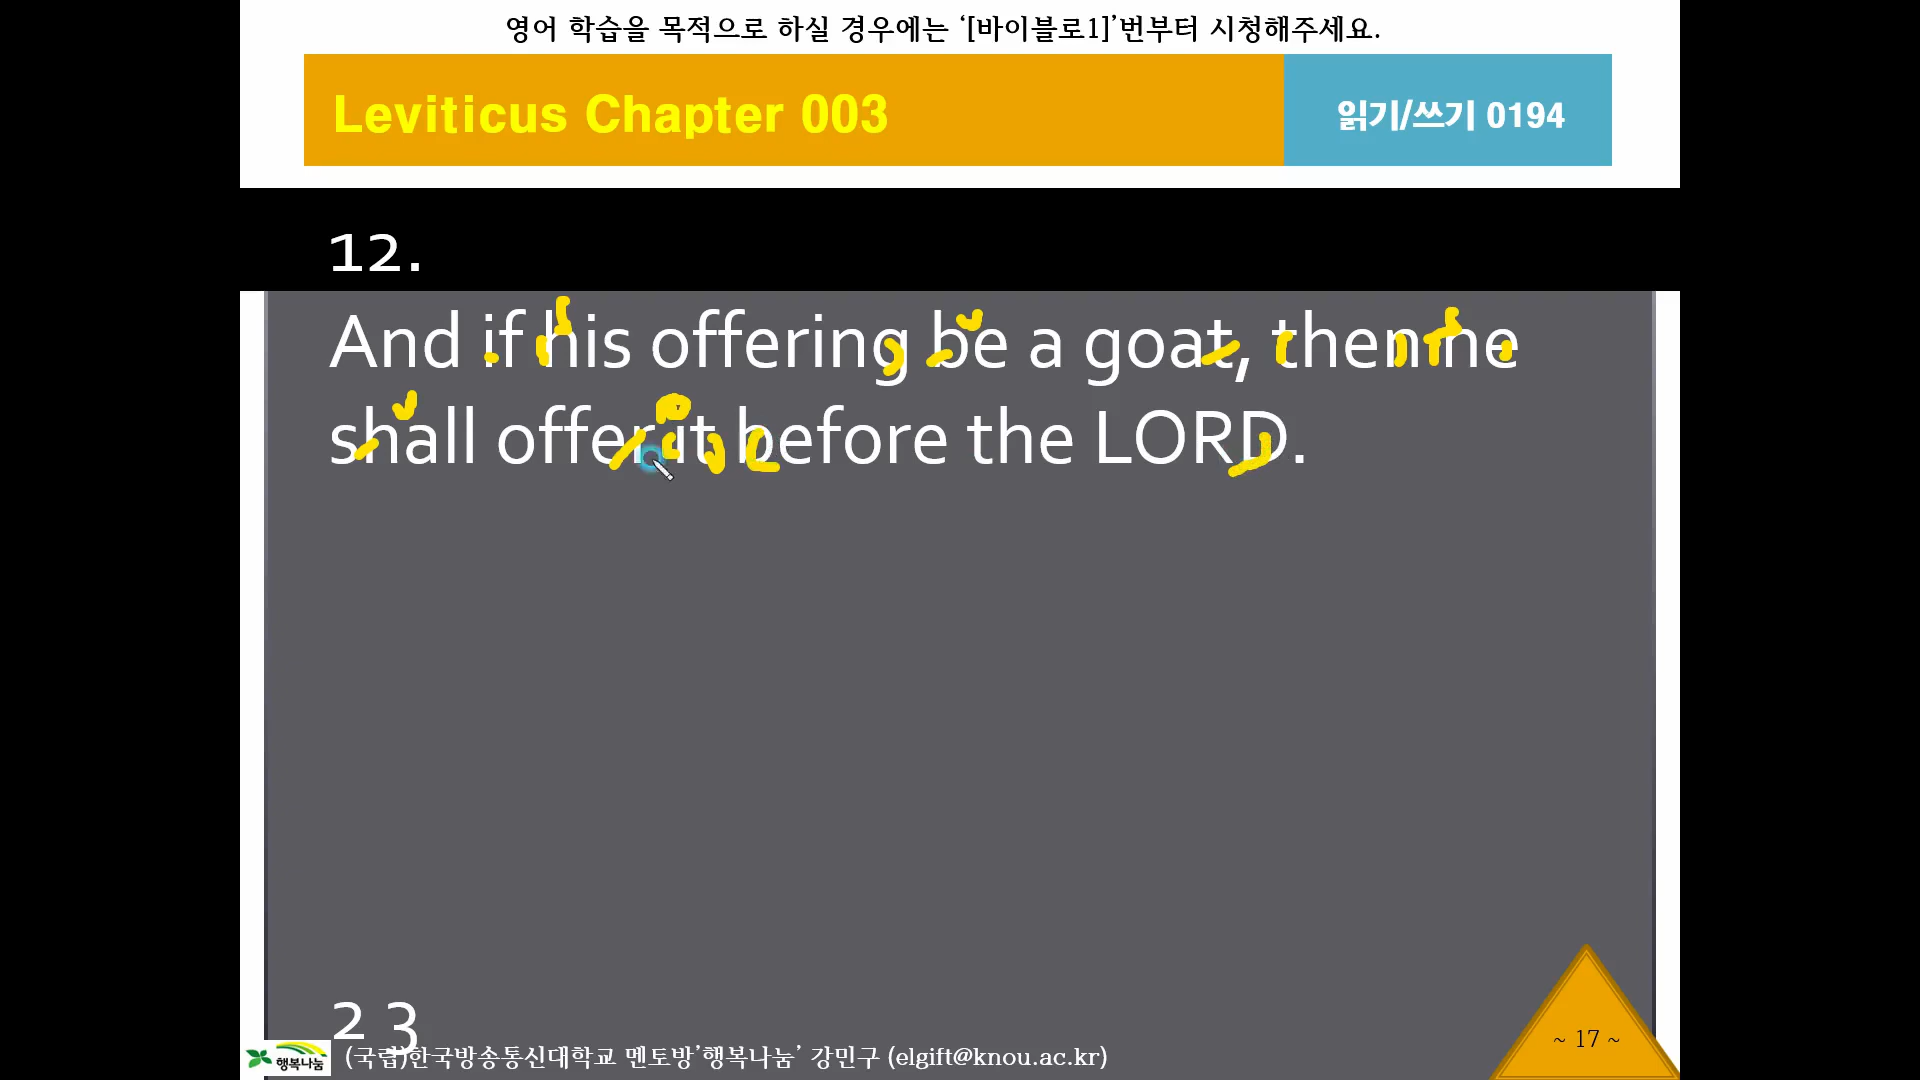 영어 학습을 목적으로 하실 경우에는 ‘[바이블로1]’번부터 시청해주세요.
Leviticus Chapter 003
읽기/쓰기 0194
12.
And if his offering be a goat, then he
shall offer it before the LORD.
2 3
행복나눔
(국립)한국방송통신대학교 멘토방’행복나눔’ 강민구 (elgift@knou.ac.kr)
~ 17 ~